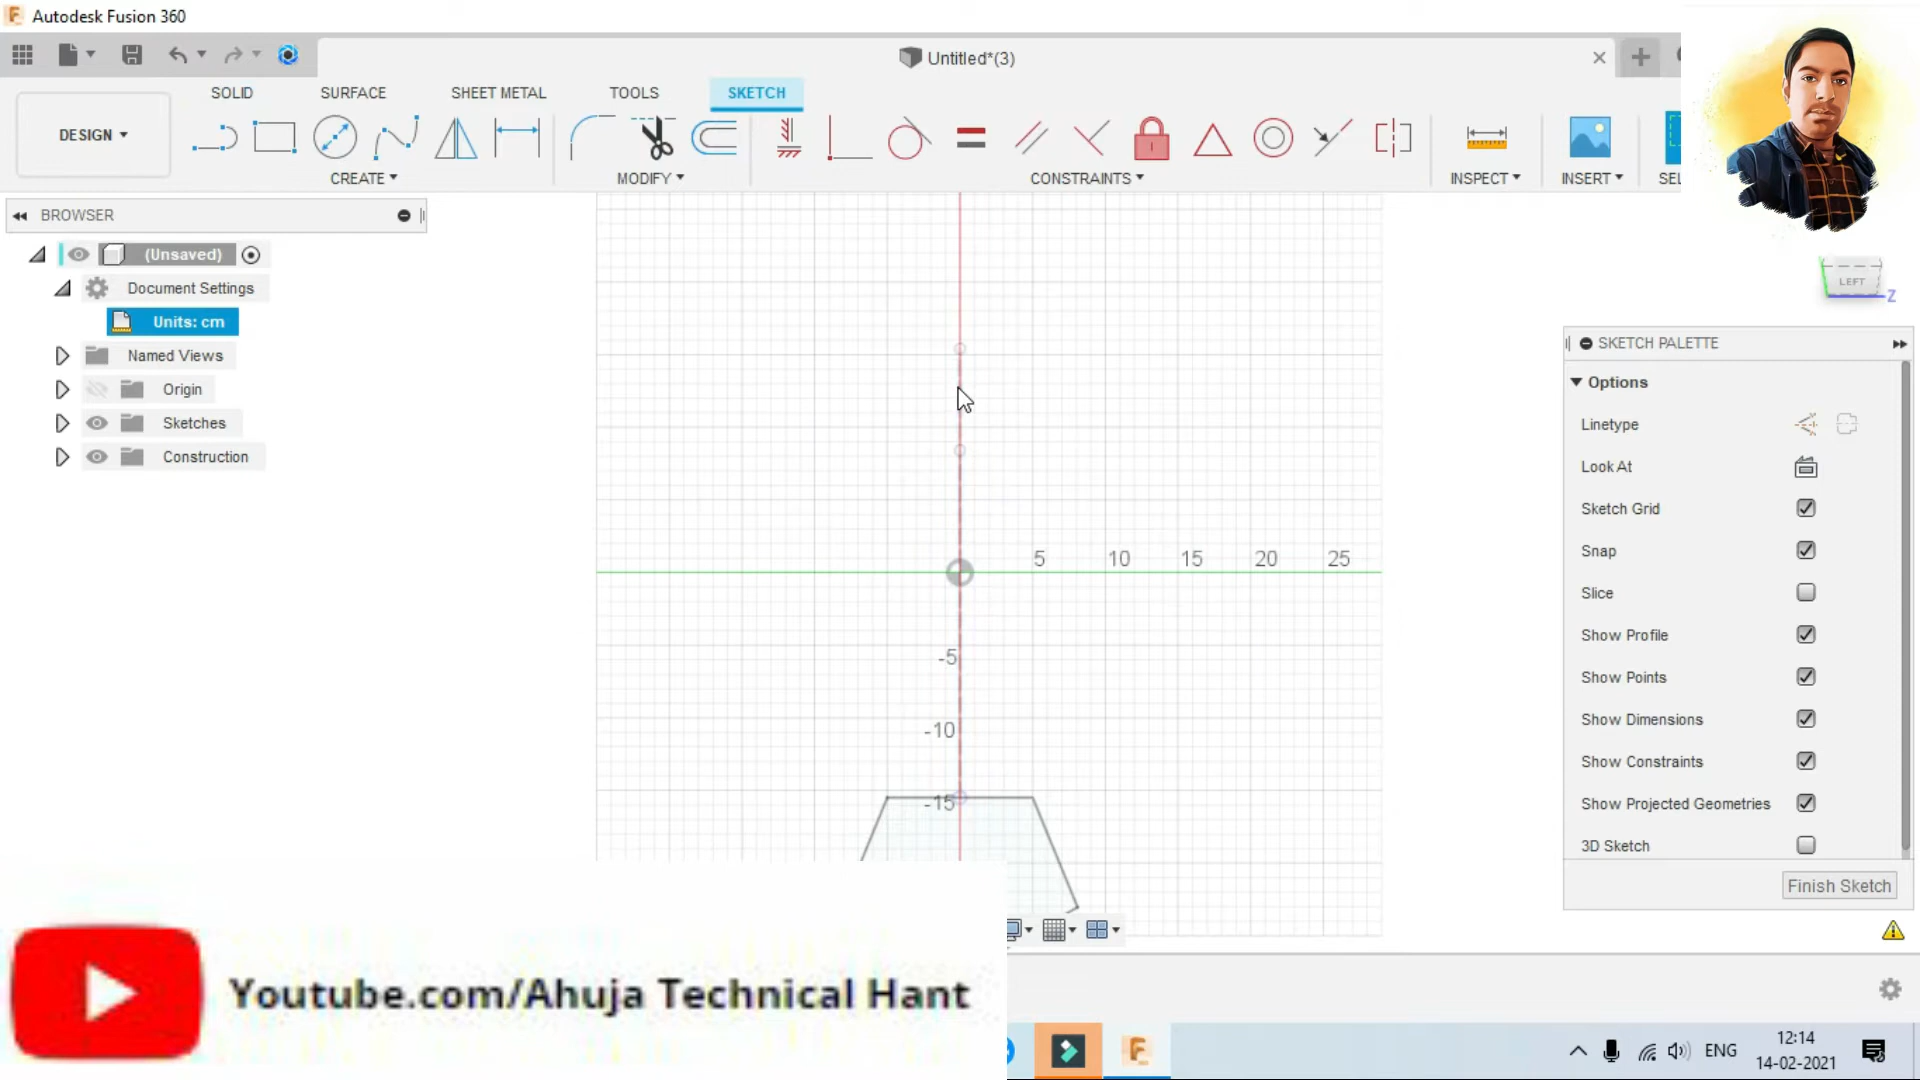 Autodesk Fusion 360
Untitled*(3)
SOLID
SURFACE
SHEET METAL
TOOLS
SKETCH
DESIGN
CREATE
MODIFY
CONSTRAINTS
INSPECT
INSERT
SEL
BROWSER
(Unsaved)
Document Settings
Units: cm
Named Views
Origin
Sketches
Construction
LEFT
Z
SKETCH PALETTE
Options
Linetype
Look At
Sketch Grid
Snap
Slice
Show Profile
Show Points
Show Dimensions
Show Constraints
Show Projected Geometries
3D Sketch
Finish Sketch
5 10 15 20 25
-5
-10
-15
Youtube.com/Ahuja Technical Hant
ENG
12:14
14-02-2021